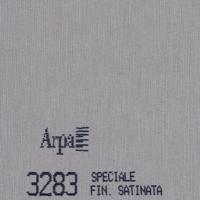 Arpa
3283 SPECIALE
FIN. SATINATA